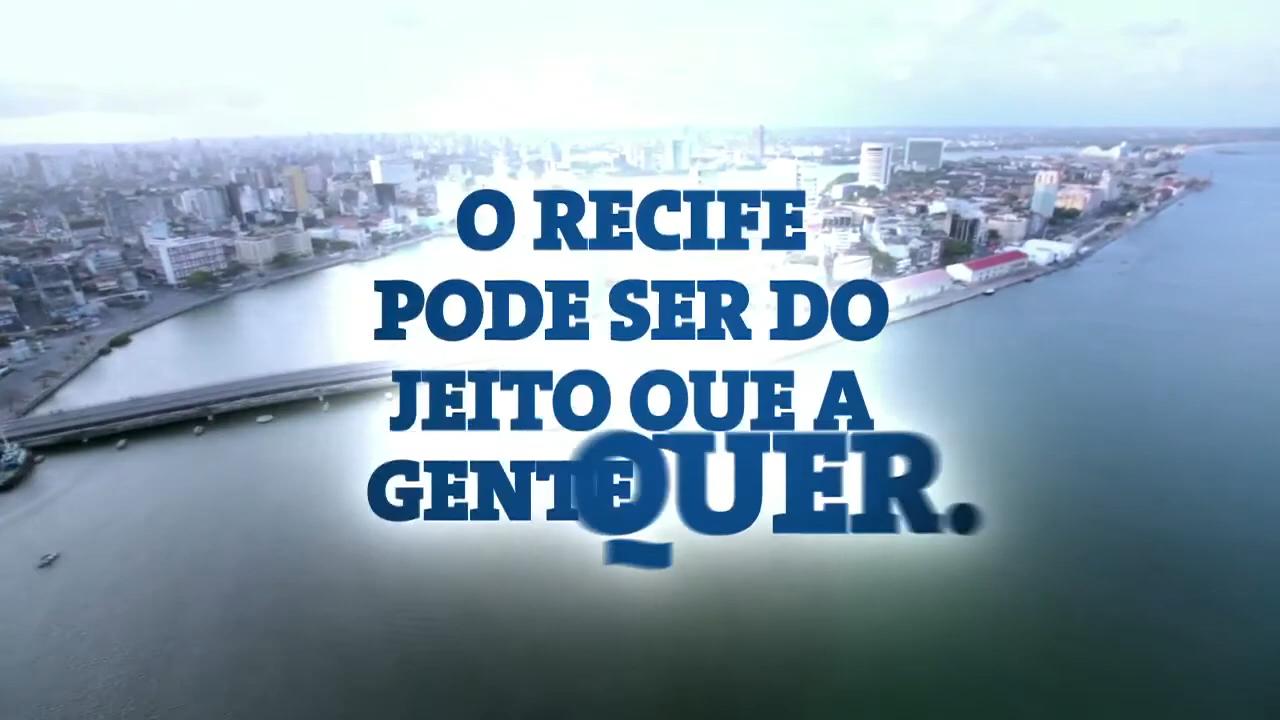 O RECIFE
PODE SER DO
JEITO QUE A
GENTE QUER.